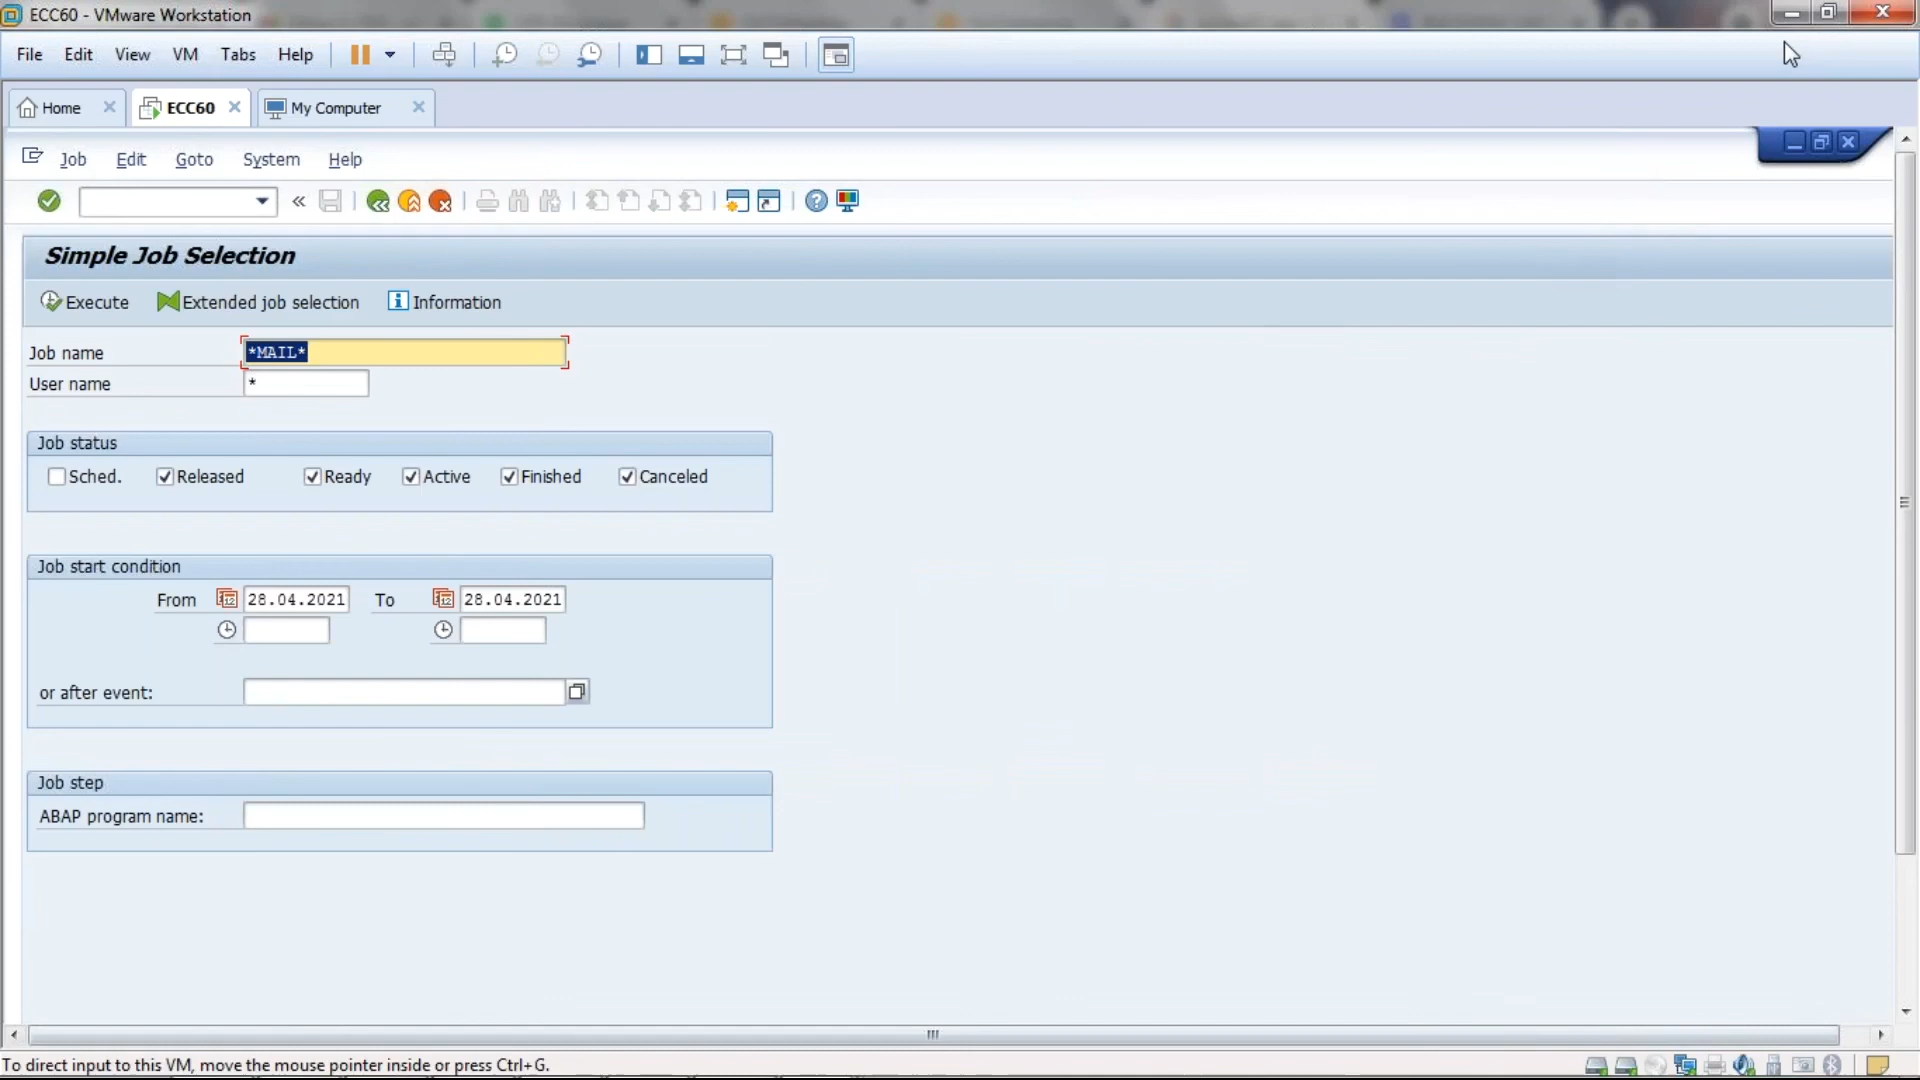 ECC60 - VMware Workstation
File Edit View VM Tabs Help
Home ECC60 My Computer
Job Edit Goto System Help
Simple Job Selection
Execute Extended job selection Information
Job name *MAIL*
User name *
Job status
Sched. Released Ready Active Finished Canceled
Job start condition
From 28.04.2021 To 28.04.2021
or after event:
Job step
ABAP program name:
To direct input to this VM, move the mouse pointer inside or press Ctrl+G.